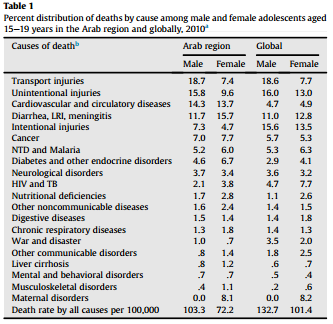 Table 1
Percent distribution of deaths by cause among male and female adolescents aged
15–19 years in the Arab region and globally, 2010a
Causes of deathb Arab region Global
Male Female Male Female
Transport injuries 18.7 7.4 18.6 7.7
Unintentional injuries 15.8 9.6 16.0 13.0
Cardiovascular and circulatory diseases 14.3 13.7 4.7 4.9
Diarrhea, LRI, meningitis 11.7 15.7 11.0 12.8
Intentional injuries 7.3 4.7 15.6 13.5
Cancer 7.0 7.7 5.7 5.3
NTD and Malaria 5.2 6.0 5.3 6.3
Diabetes and other endocrine disorders 4.6 6.7 2.9 4.1
Neurological disorders 3.7 3.4 3.6 3.2
HIV and TB 2.1 3.8 4.7 7.7
Nutritional deficiencies 1.7 2.8 1.1 2.6
Other noncommunicable diseases 1.6 2.4 1.4 1.5
Digestive diseases 1.5 1.4 1.4 1.8
Chronic respiratory diseases 1.3 1.8 1.4 1.3
War and disaster 1.0 .7 3.5 2.0
Other communicable disorders .8 1.4 1.8 2.5
Liver cirrhosis .8 1.2 .6 .7
Mental and behavioral disorders .7 .7 .5 .4
Musculoskeletal disorders .4 1.1 .2 .6
Maternal disorders 0.0 8.1 0.0 8.2
Death rate by all causes per 100,000 103.3 72.2 132.7 101.4